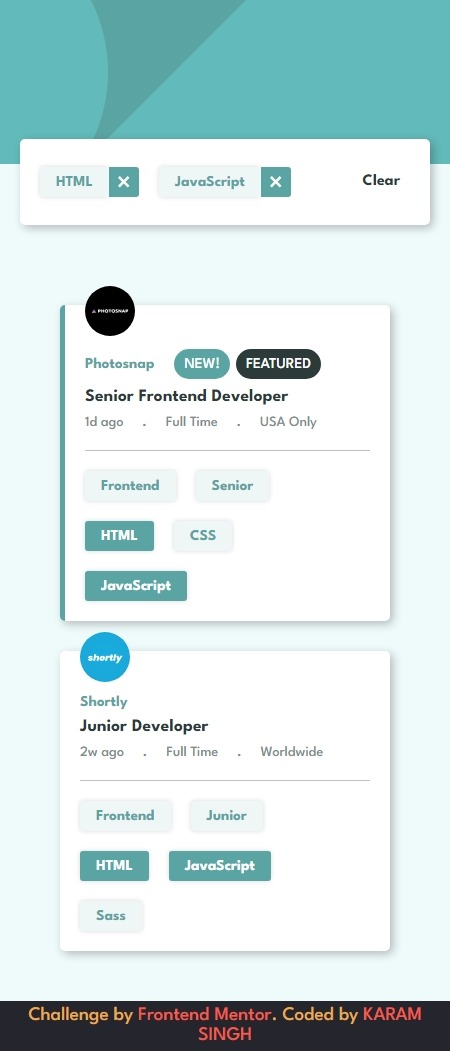 HTML ✕ JavaScript ✕ Clear
PHOTOSNAP
Photosnap NEW! FEATURED
Senior Frontend Developer
1d ago . Full Time . USA Only
Frontend Senior
HTML CSS
JavaScript
shortly
Shortly
Junior Developer
2w ago . Full Time . Worldwide
Frontend Junior
HTML JavaScript
Sass
Challenge by Frontend Mentor. Coded by KARAM
SINGH